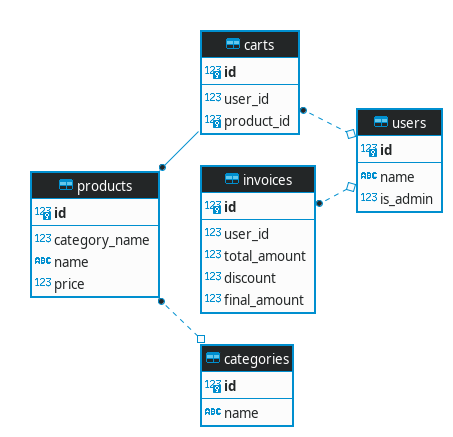 carts
123 id
123 user_id
123 product_id
users
123 id
ABC name
123 is_admin
products
123 id
123 category_name
ABC name
123 price
invoices
123 id
123 user_id
123 total_amount
123 discount
123 final_amount
categories
123 id
ABC name